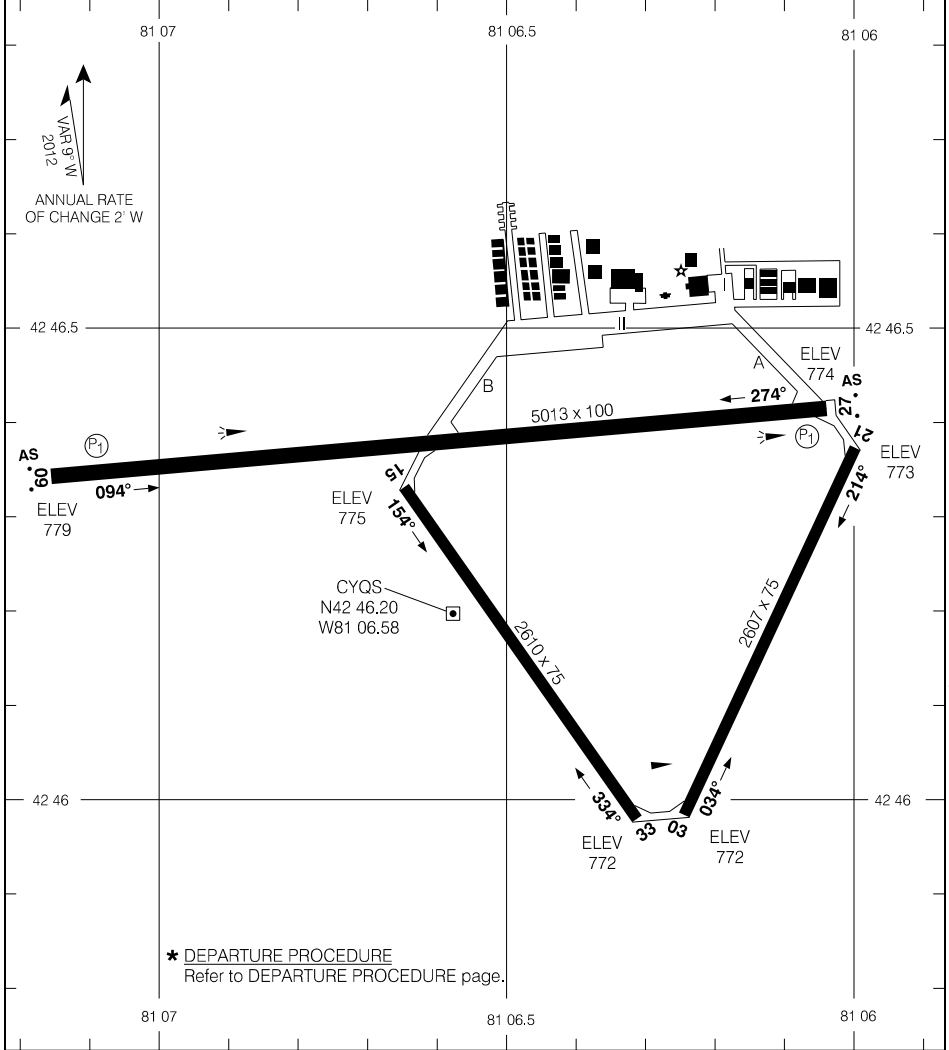 81 07
81 06.5
81 06
VAR 9° W
2012
ANNUAL RATE
OF CHANGE 2' W
42 46.5
42 46.5
ELEV
774
A
B
AS
27
274°
5013 x 100
21
P1
P1
AS
09
094°
ELEV
779
ELEV
773
214°
15
ELEV
775
154°
CYQS
N42 46.20
W81 06.58
2610 x 75
2607 x 75
42 46
42 46
334°
034°
33
03
ELEV
772
ELEV
772
* DEPARTURE PROCEDURE
Refer to DEPARTURE PROCEDURE page.
81 07
81 06.5
81 06